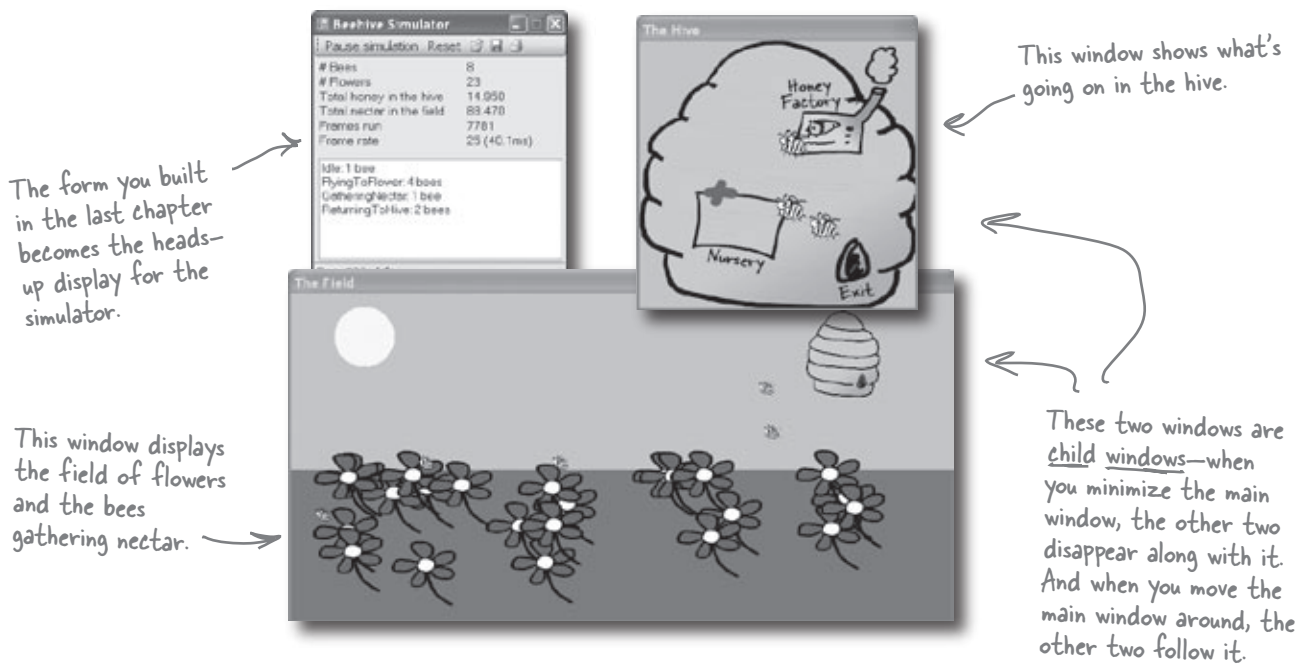 Beehive Simulator
Pause simulation Reset
# Bees 8
# Flowers 23
Total honey in the hive 14.950
Total nectar in the field 83.470
Frames run 7781
Frame rate 25 (40.1ms)
Idle: 1 bee
FlyingToFlower: 4 bees
GatheringNectar: 1 bee
ReturningToHive: 2 bees
The Hive
Honey
Factory
Nursery
Exit
This window shows what's
going on in the hive.
The form you built
in the last chapter
becomes the heads–
up display for the
simulator.
The Field
This window displays
the field of flowers
and the bees
gathering nectar.
These two windows are
child windows—when
you minimize the main
window, the other two
disappear along with it.
And when you move the
main window around, the
other two follow it.